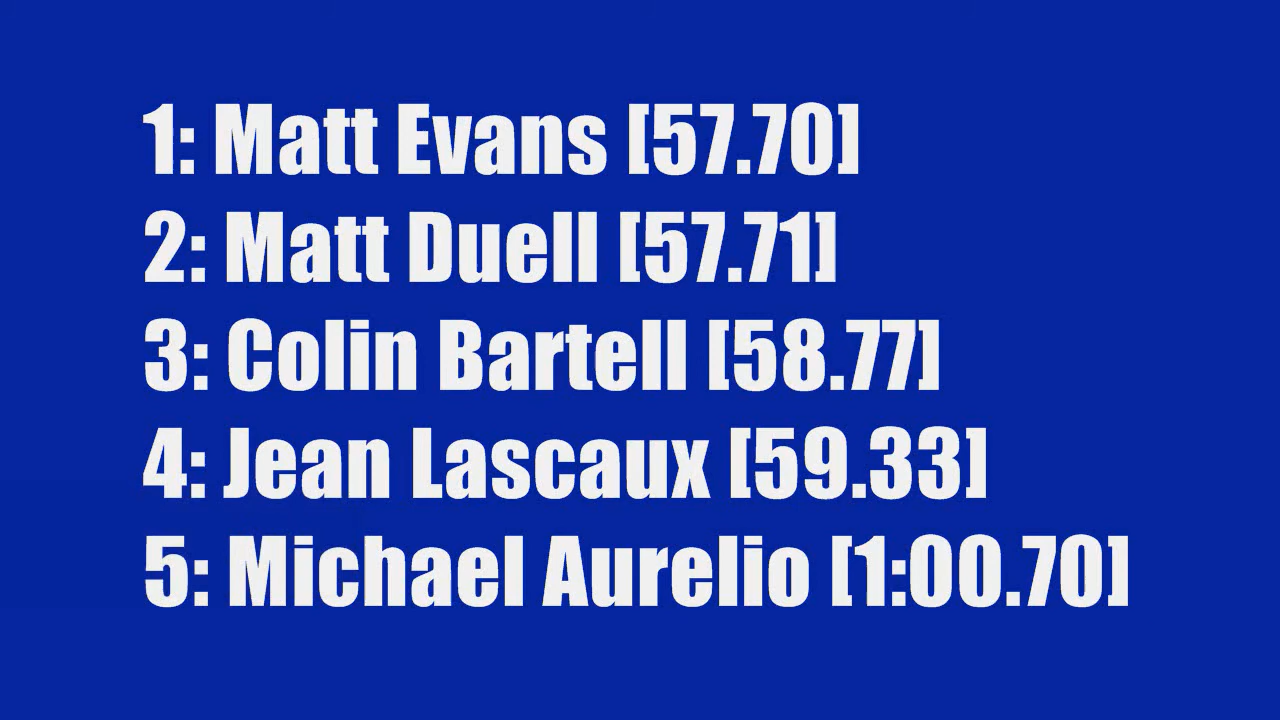 1: Matt Evans [57.70]
2: Matt Duell [57.71]
3: Colin Bartell [58.77]
4: Jean Lascaux [59.33]
5: Michael Aurelio [1:00.70]